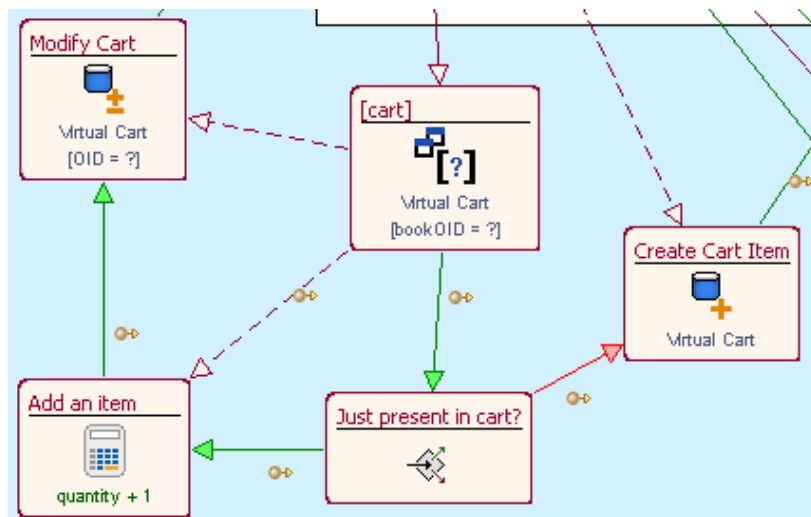 Modify Cart
Virtual Cart
[OID = ?]
[cart]
[?]
Virtual Cart
[bookOID = ?]
Create Cart Item
Virtual Cart
Add an item
quantity + 1
Just present in cart?